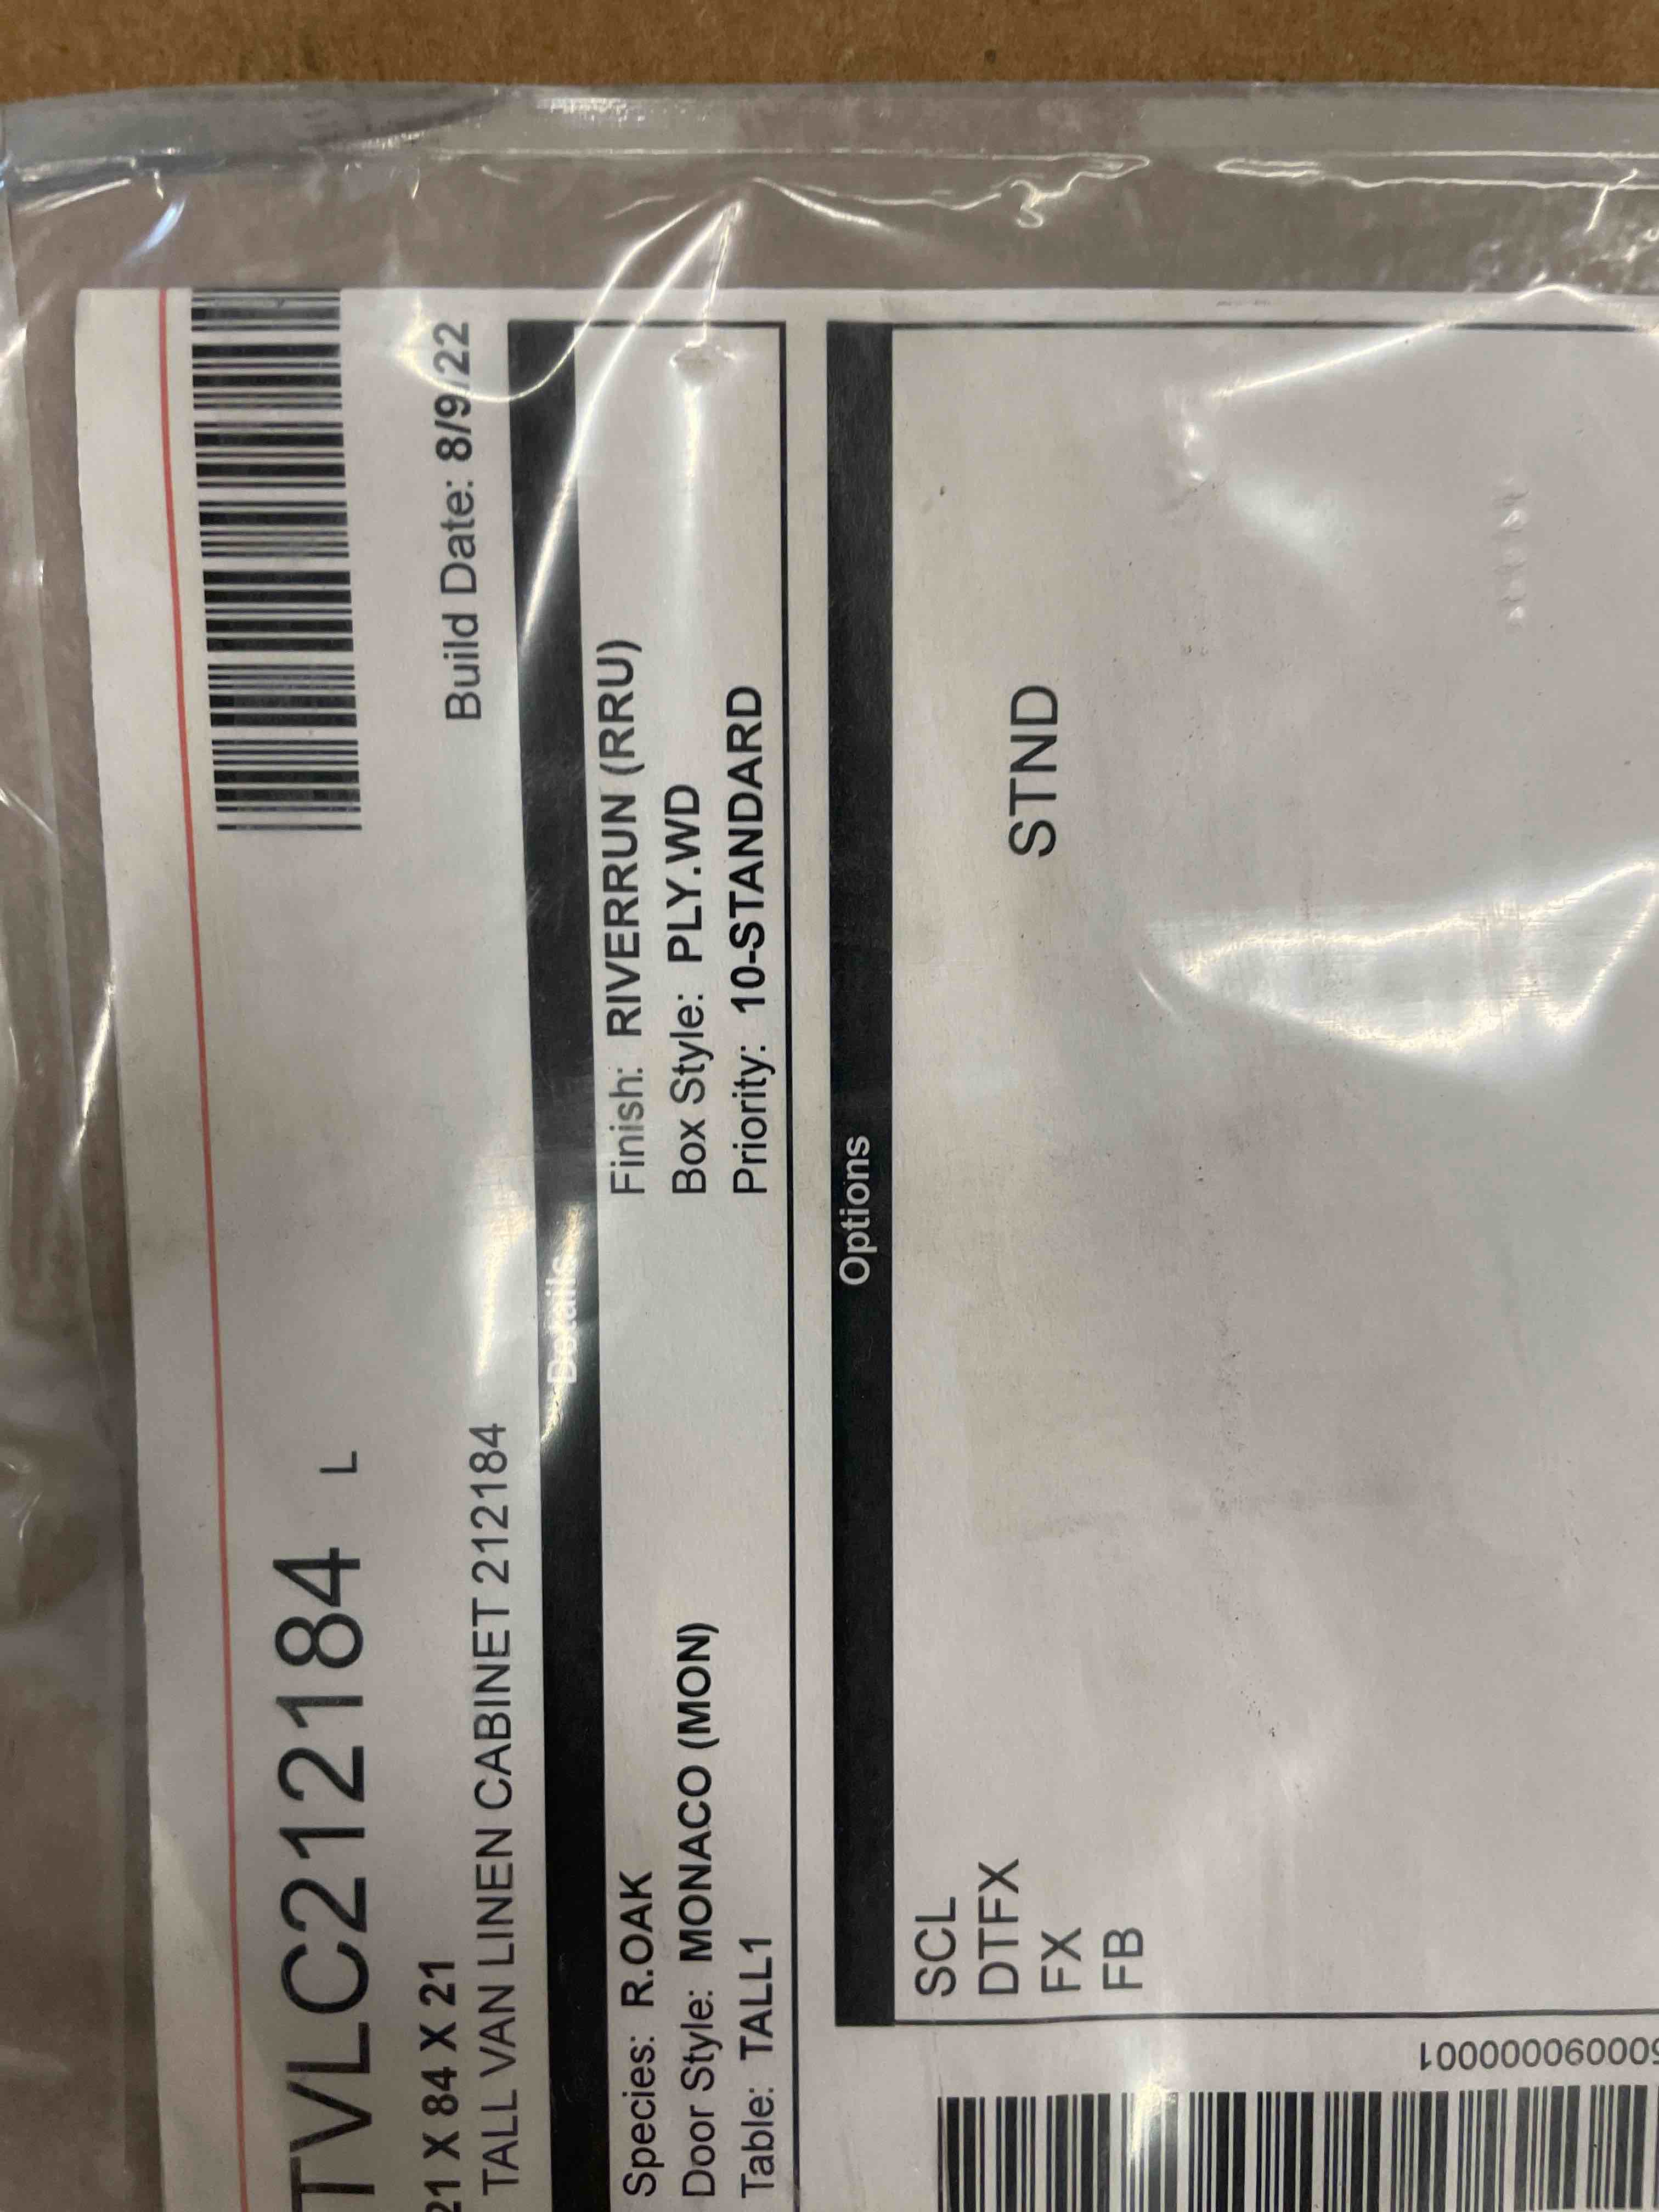 TVLC212184 L
21 X 84 X 21
Build Date: 8/9/22
TALL VAN LINEN CABINET 212184
Details
Species: R.OAK
Finish: RIVERRUN (RRU)
Door Style: MONACO (MON)
Box Style: PLY.WD
Table: TALL1
Priority: 10-STANDARD
Options
SCL
DTFX
STND
FX
FB